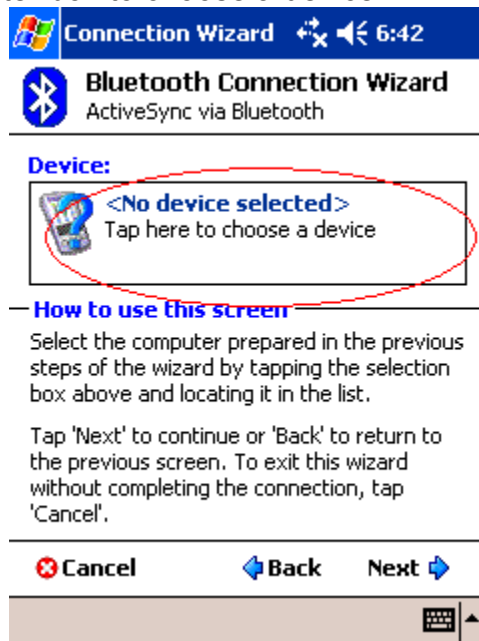 Connection Wizard 6:42
Bluetooth Connection Wizard
ActiveSync via Bluetooth
Device:
<No device selected>
Tap here to choose a device
How to use this screen
Select the computer prepared in the previous
steps of the wizard by tapping the selection
box above and locating it in the list.
Tap 'Next' to continue or 'Back' to return to
the previous screen. To exit this wizard
without completing the connection, tap
'Cancel'.
Cancel Back Next